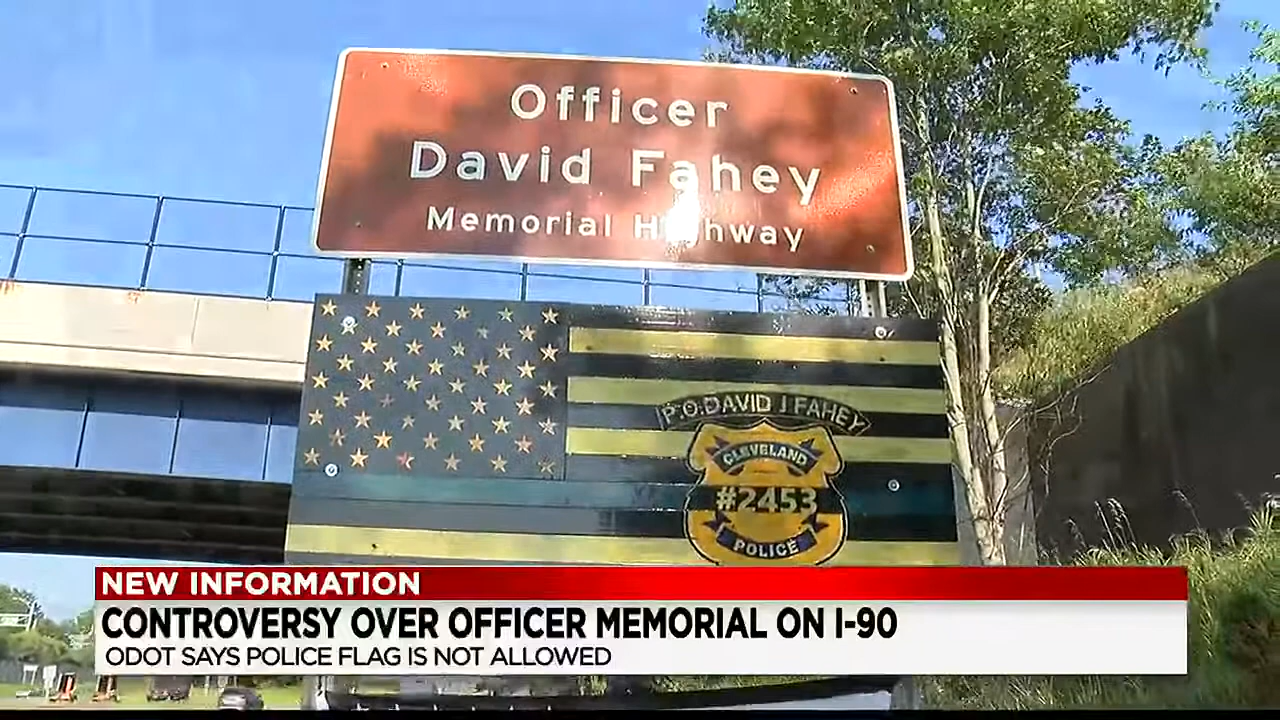 Officer
David Fahey
Memorial Highway
P.O.DAVID J FAHEY
CLEVELAND
#2453
POLICE
NEW INFORMATION
CONTROVERSY OVER OFFICER MEMORIAL ON I-90
ODOT SAYS POLICE FLAG IS NOT ALLOWED